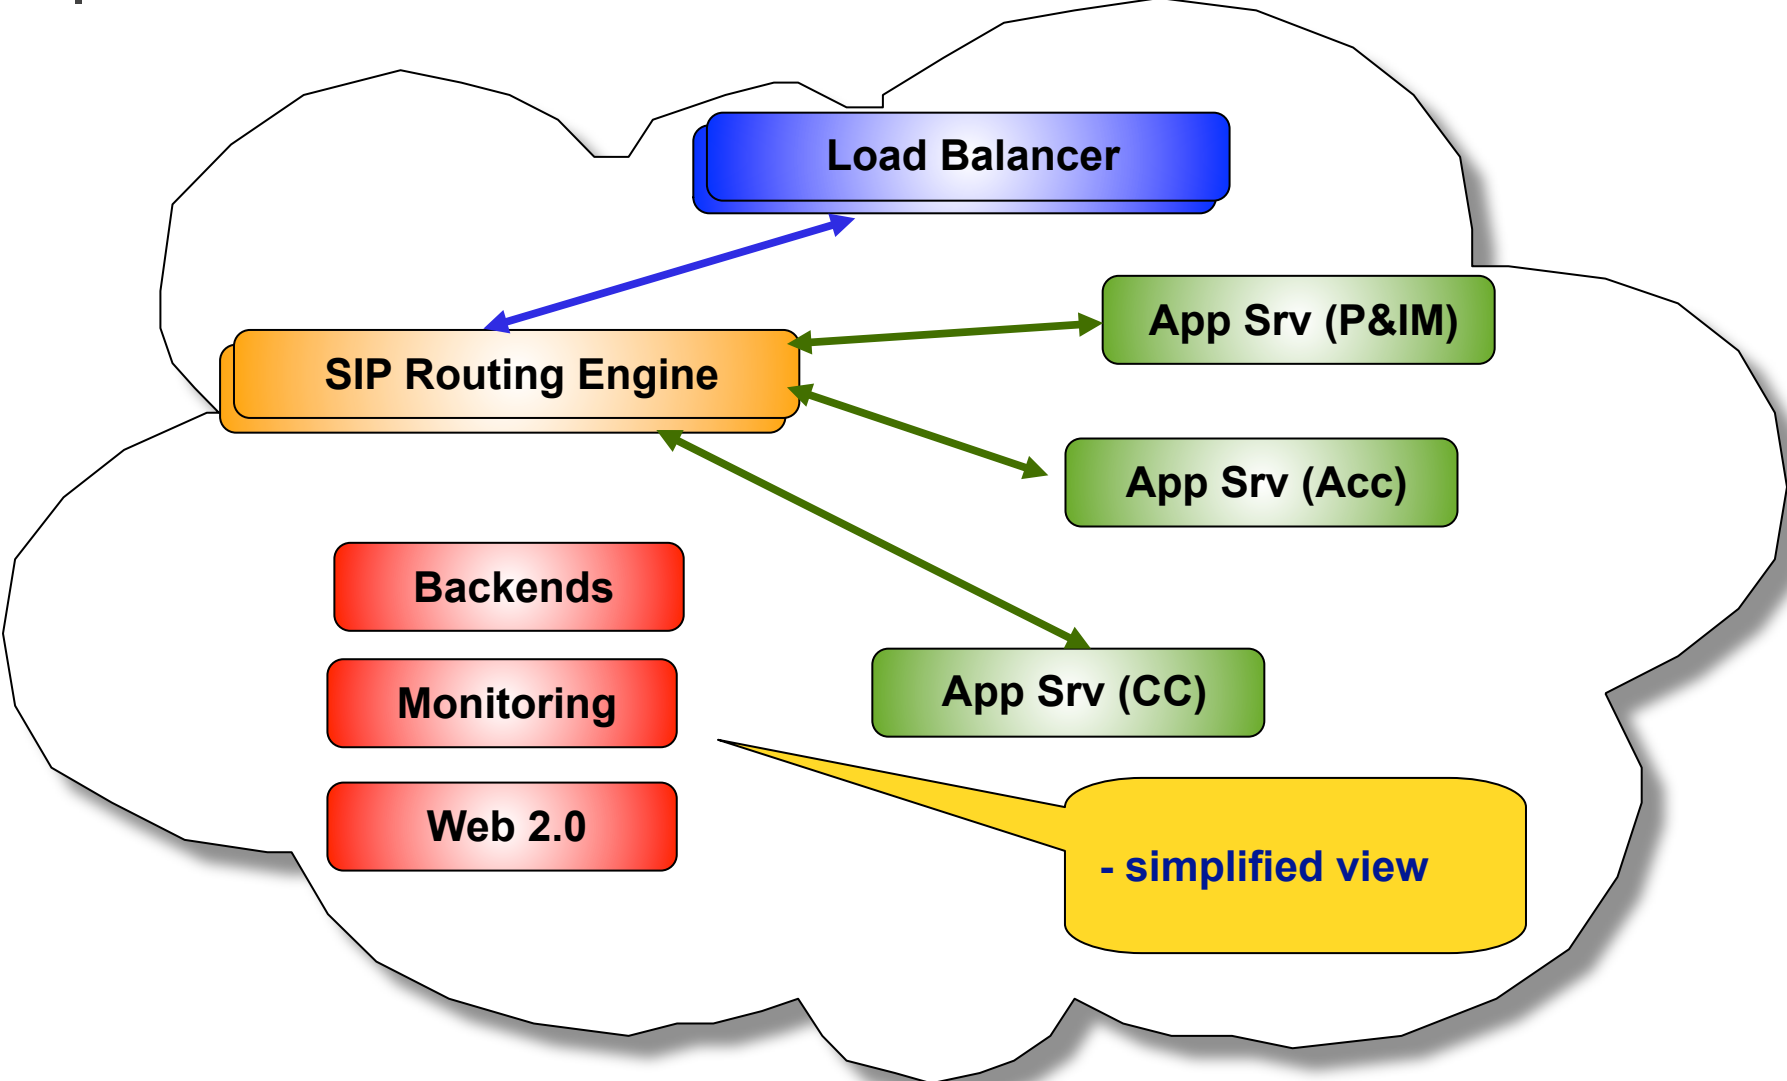 Load Balancer
App Srv (P&IM)
SIP Routing Engine
App Srv (Acc)
Backends
App Srv (CC)
Monitoring
Web 2.0
- simplified view